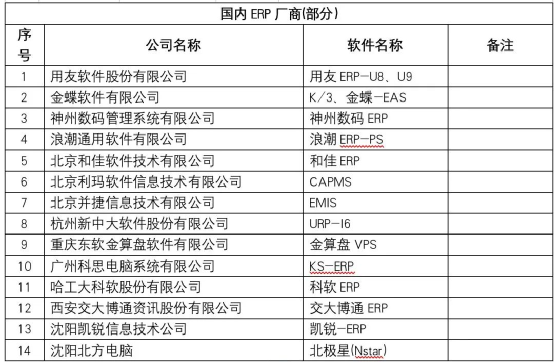 国内 ERP 厂商(部分)
序号 公司名称 软件名称 备注
1 用友软件股份有限公司 用友 ERP-U8、U9
2 金蝶软件有限公司 K/3、金蝶-EAS
3 神州数码管理系统有限公司 神州数码 ERP
4 浪潮通用软件有限公司 浪潮 ERP-PS
5 北京和佳软件技术有限公司 和佳 ERP
6 北京利玛软件信息技术有限公司 CAPMS
7 北京并捷信息技术有限公司 EMIS
8 杭州新中大软件股份有限公司 URP-I6
9 重庆东软金算盘软件有限公司 金算盘 VPS
10 广州科思电脑系统有限公司 KS-ERP
11 哈工大科软股份有限公司 科软 ERP
12 西安交大博通资讯股份有限公司 交大博通 ERP
13 沈阳凯锐信息技术公司 凯锐-ERP
14 沈阳北方电脑 北极星(Nstar)